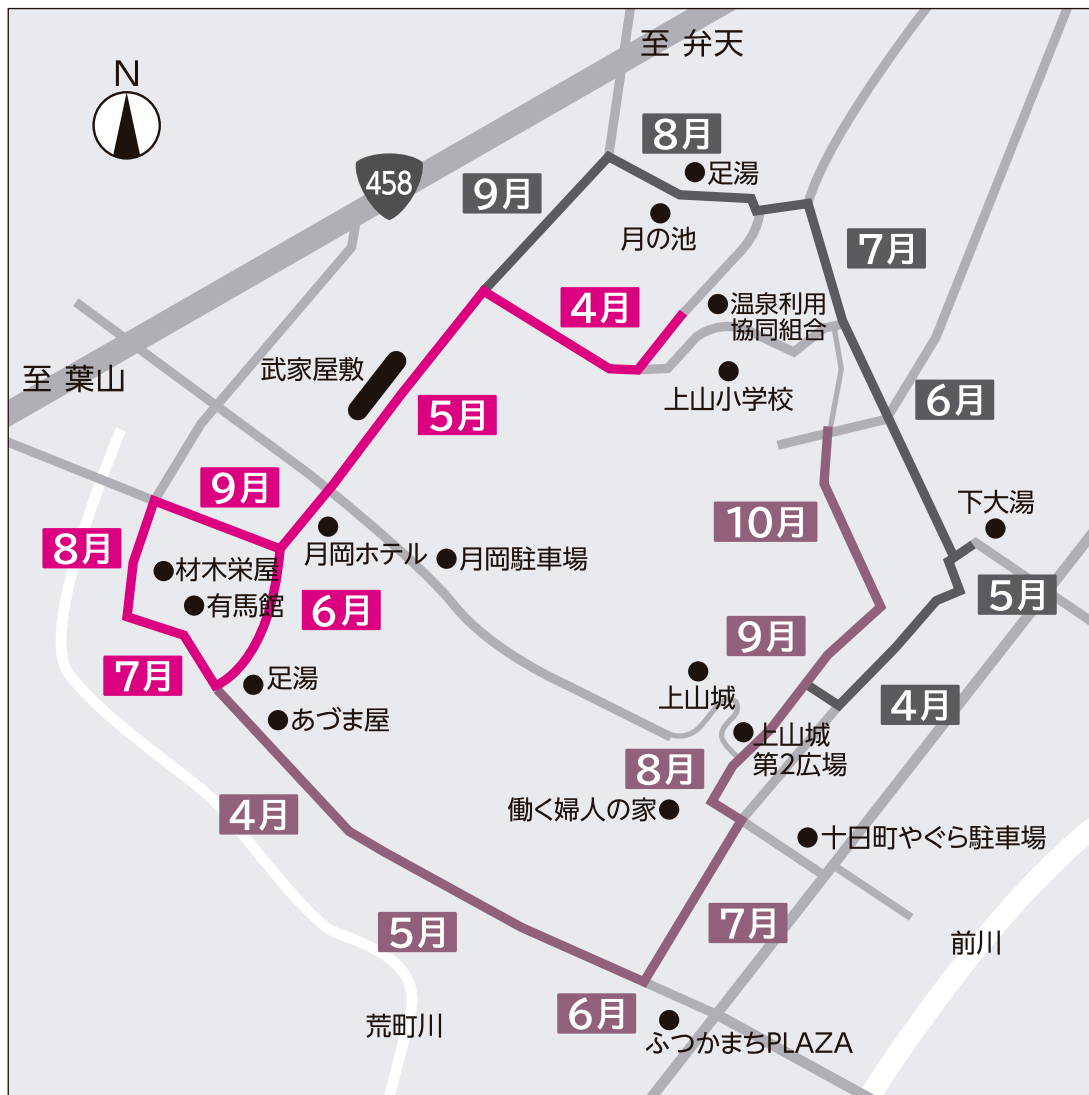 至 弁天
N
8月
足湯
458
9月
月の池
7月
4月
温泉利用
協同組合
武家屋敷
至 葉山
上山小学校
5月
6月
9月
10月
下大湯
8月
月岡ホテル
月岡駐車場
材木栄屋
有馬館
6月
5月
9月
7月
足湯
上山城
4月
あづま屋
上山城
第2広場
8月
4月
働く婦人の家
十日町やぐら駐車場
5月
7月
前川
6月
荒町川
ふつかまちPLAZA